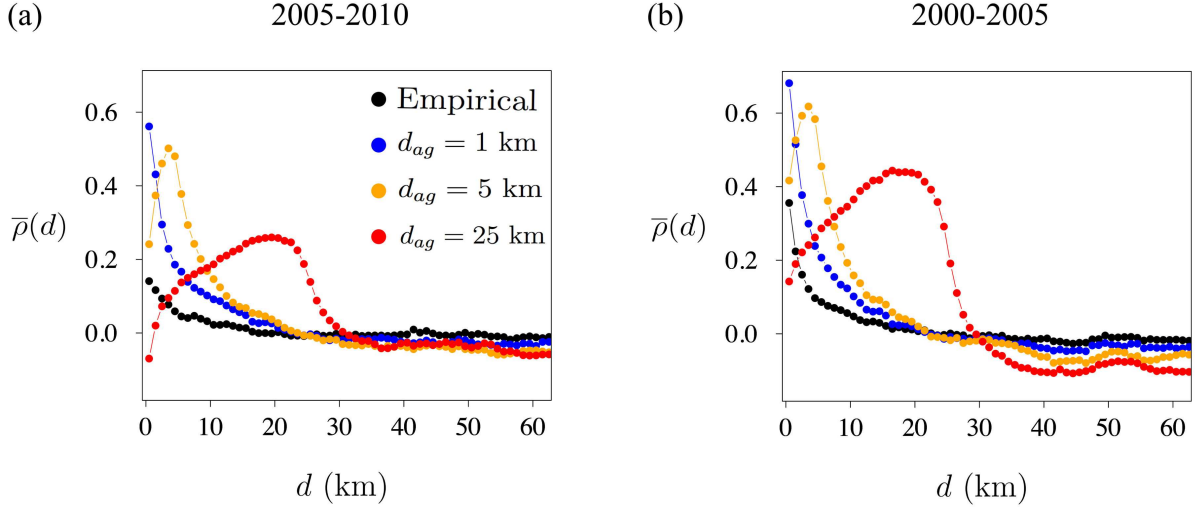 (a)
2005-2010
ρ̅(d)
0.6
0.4
0.2
0.0
Empirical
d_ag = 1 km
d_ag = 5 km
d_ag = 25 km
0 10 20 30 40 50 60
d (km)
(b)
2000-2005
ρ̅(d)
0.6
0.4
0.2
0.0
0 10 20 30 40 50 60
d (km)